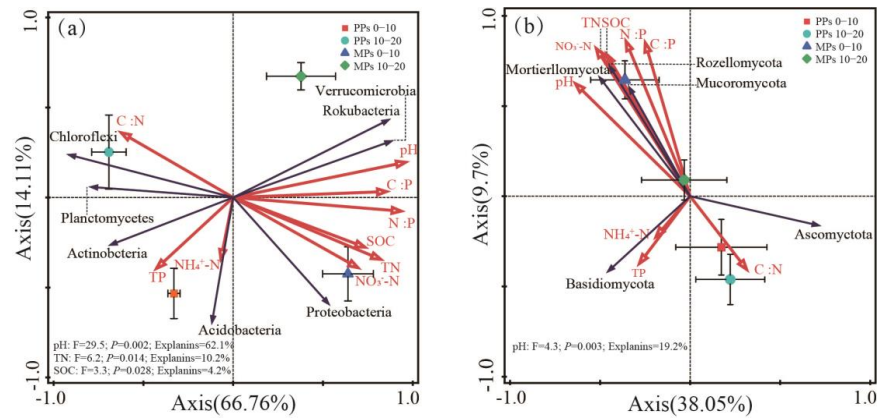 1.0
(a)
PPs 0-10
PPs 10-20
MPs 0-10
MPs 10-20
Verrucomicrobia
Rokubacteria
C :N
Chloroflexi
pH
C :P
Planctomycetes
N :P
Actinobcteria
SOC
NH₄⁺-N
TN
TP
NO₃⁻-N
Proteobacteria
Acidobacteria
pH: F=29.5; P=0.002; Explanins=62.1%
TN: F=6.2; P=0.014; Explanins=10.2%
SOC: F=3.3; P=0.028; Explanins=4.2%
Axis(14.11%)
-1.0
-1.0
Axis(66.76%)
1.0
1.0
(b)
PPs 0-10
PPs 10-20
MPs 0-10
MPs 10-20
TNSOC
N :P
C :P
NO₃⁻-N
Rozellomyota
Mortierllomycota
Mucoromycota
pH
NH₄⁺-N
Ascomyctota
TP
C :N
Basidiomycota
pH: F=4.3; P=0.003; Explanins=19.2%
Axis(9.7%)
-1.0
-1.0
Axis(38.05%)
1.0